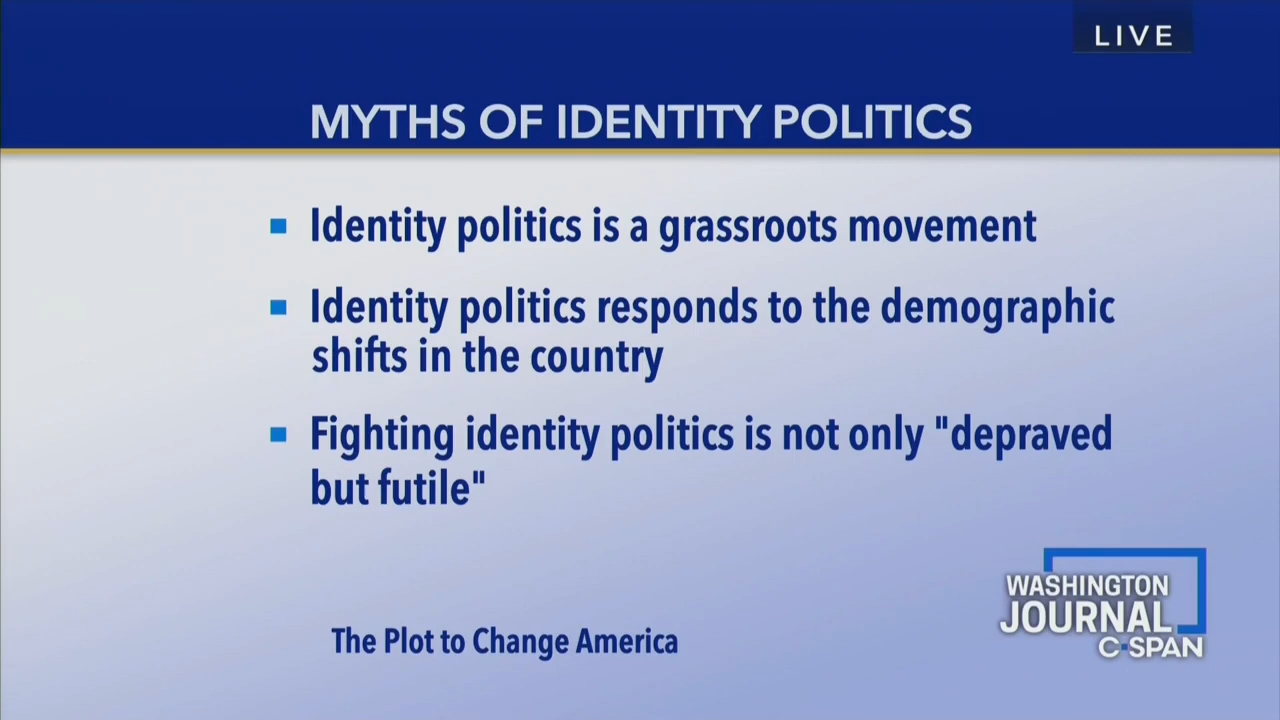 LIVE
MYTHS OF IDENTITY POLITICS
Identity politics is a grassroots movement
Identity politics responds to the demographic
shifts in the country
Fighting identity politics is not only "depraved
but futile"
The Plot to Change America
WASHINGTON
JOURNAL
C-SPAN